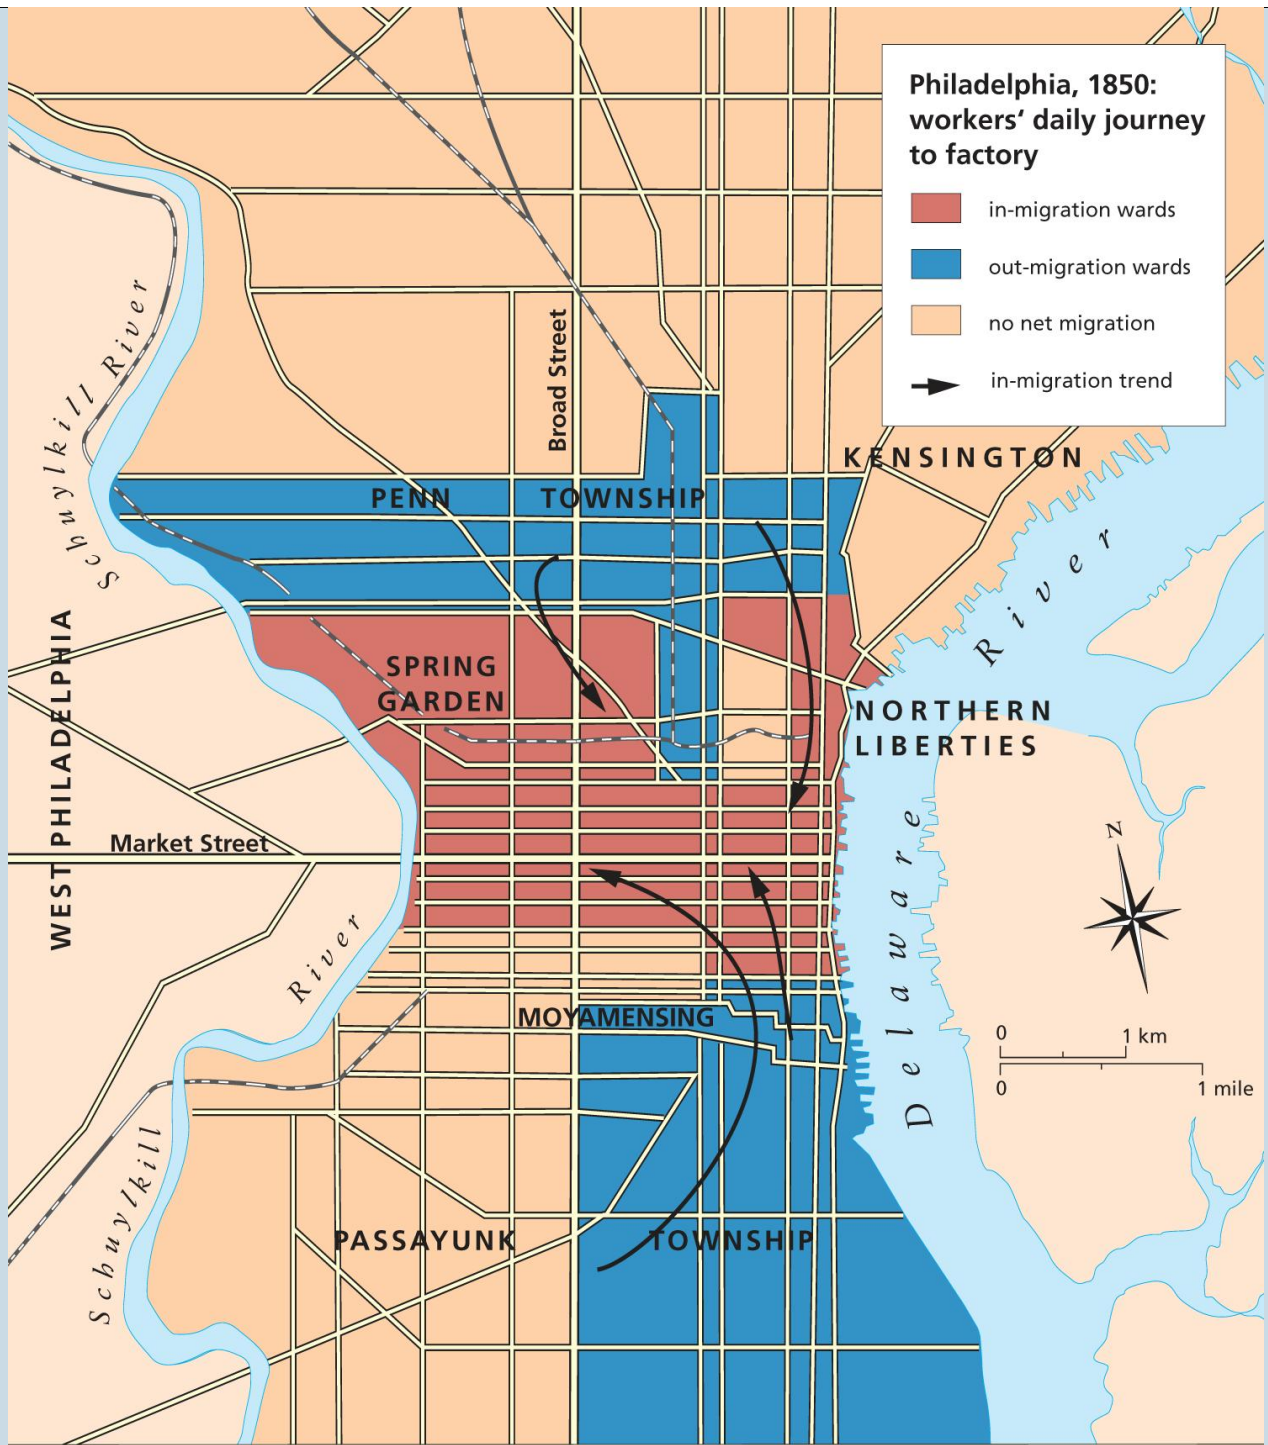 Philadelphia, 1850:
workers‘ daily journey
to factory
in-migration wards
out-migration wards
no net migration
in-migration trend
Schuylkill River
Broad Street
KENSINGTON
PENN TOWNSHIP
River
WEST PHILADELPHIA
SPRING
GARDEN
NORTHERN
LIBERTIES
Market Street
Delaware
N
River
MOYAMENSING
0 1 km
0 1 mile
Schuylkill
PASSAYUNK TOWNSHIP